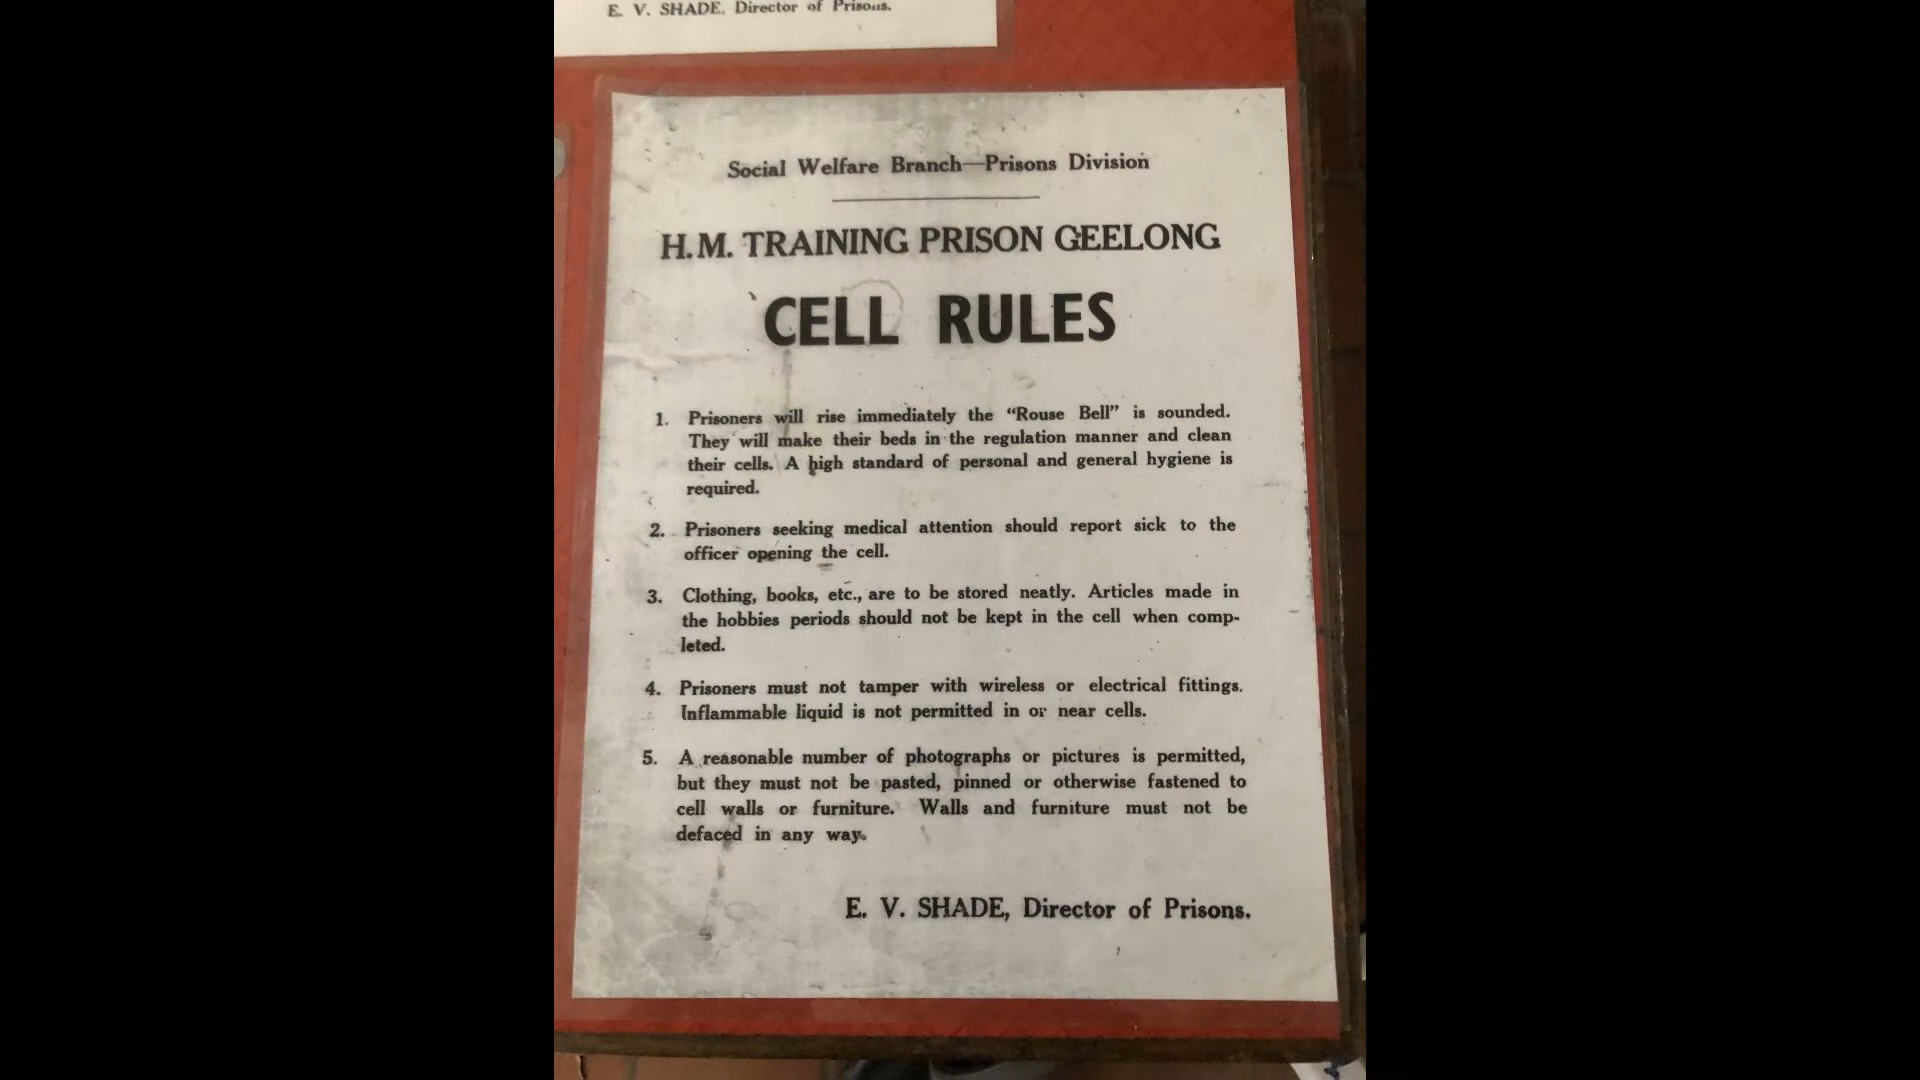 E. V. SHADE, Director of Prisons.
Social Welfare Branch—Prisons Division
H.M. TRAINING PRISON GEELONG
CELL RULES
1. Prisoners will rise immediately the “Rouse Bell” is sounded.
They will make their beds in the regulation manner and clean
their cells. A high standard of personal and general hygiene is
required.
2. Prisoners seeking medical attention should report sick to the
officer opening the cell.
3. Clothing, books, etc., are to be stored neatly. Articles made in
the hobbies periods should not be kept in the cell when comp-
leted.
4. Prisoners must not tamper with wireless or electrical fittings.
Inflammable liquid is not permitted in or near cells.
5. A reasonable number of photographs or pictures is permitted,
but they must not be pasted, pinned or otherwise fastened to
cell walls or furniture. Walls and furniture must not be
defaced in any way.
E. V. SHADE, Director of Prisons.